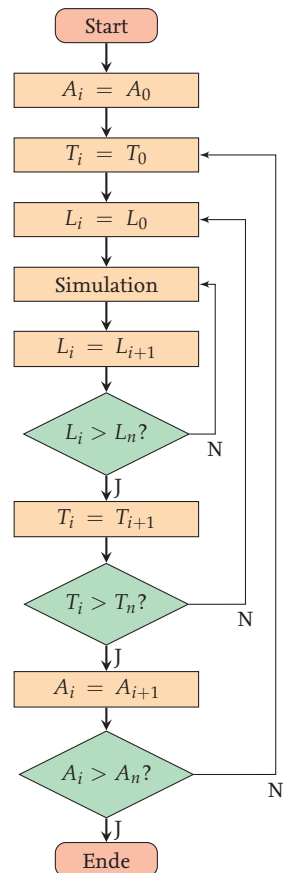 Start
A_i = A_0
T_i = T_0
L_i = L_0
Simulation
L_i = L_{i+1}
L_i > L_n?
N
J
T_i = T_{i+1}
T_i > T_n?
N
J
A_i = A_{i+1}
A_i > A_n?
N
J
Ende